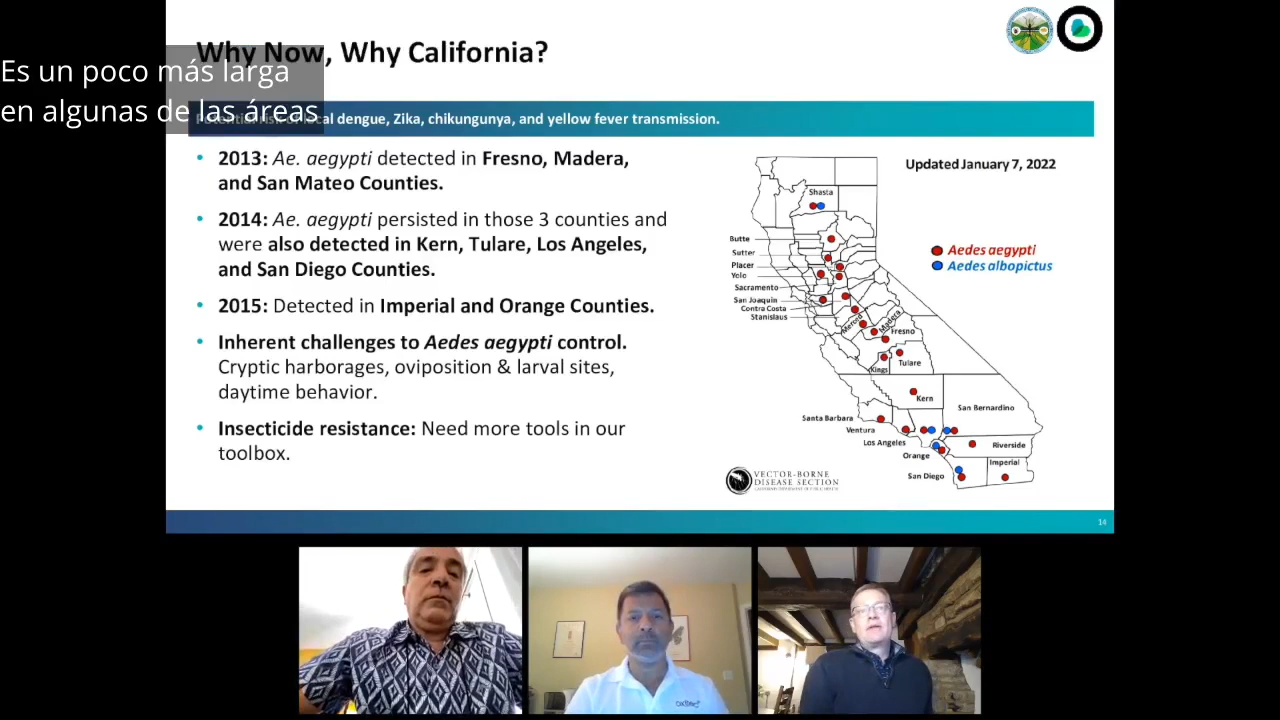 Why Now, Why California?
Es un poco más larga
en algunas de las áreas
Potential risk of local dengue, Zika, chikungunya, and yellow fever transmission.
• 2013: Ae. aegypti detected in Fresno, Madera,
and San Mateo Counties.
• 2014: Ae. aegypti persisted in those 3 counties and
were also detected in Kern, Tulare, Los Angeles,
and San Diego Counties.
• 2015: Detected in Imperial and Orange Counties.
• Inherent challenges to Aedes aegypti control.
Cryptic harborages, oviposition & larval sites,
daytime behavior.
• Insecticide resistance: Need more tools in our
toolbox.
Updated January 7, 2022
Aedes aegypti
Aedes albopictus
Shasta
Butte
Sutter
Placer
Yolo
Sacramento
San Joaquin
Contra Costa
Stanislaus
Merced
Madera
Fresno
Kings
Tulare
Kern
San Bernardino
Santa Barbara
Ventura
Los Angeles
Orange
Riverside
San Diego
Imperial
VECTOR-BORNE
DISEASE SECTION
14